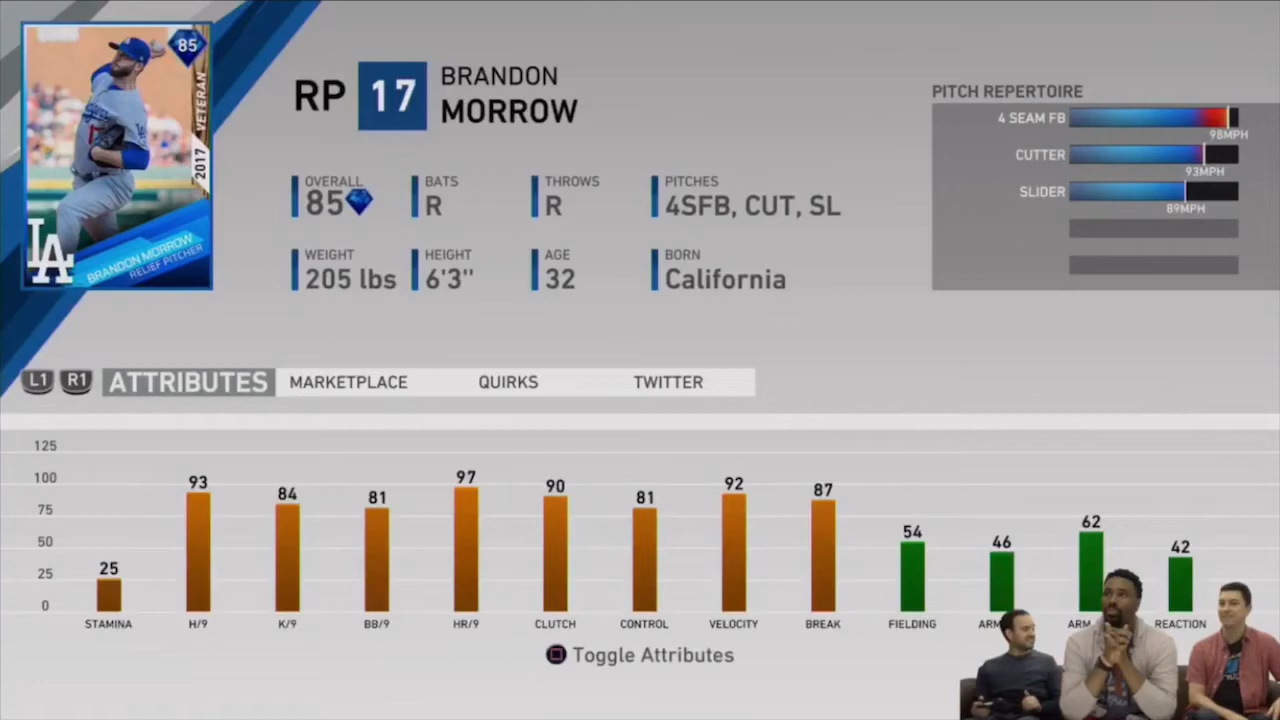 85
2017 VETERAN
LA
BRANDON MORROW
RELIEF PITCHER
RP 17 BRANDON
MORROW
OVERALL BATS THROWS PITCHES
85 R R 4SFB, CUT, SL
WEIGHT HEIGHT AGE BORN
205 lbs 6'3" 32 California
PITCH REPERTOIRE
4 SEAM FB
98MPH
CUTTER
93MPH
SLIDER
89MPH
L1 R1 ATTRIBUTES MARKETPLACE QUIRKS TWITTER
125
100
75
50
25
0
25 93 84 81 97 90 81 92 87 54 46 62 42
STAMINA H/9 K/9 BB/9 HR/9 CLUTCH CONTROL VELOCITY BREAK FIELDING ARM ARM REACTION
Toggle Attributes